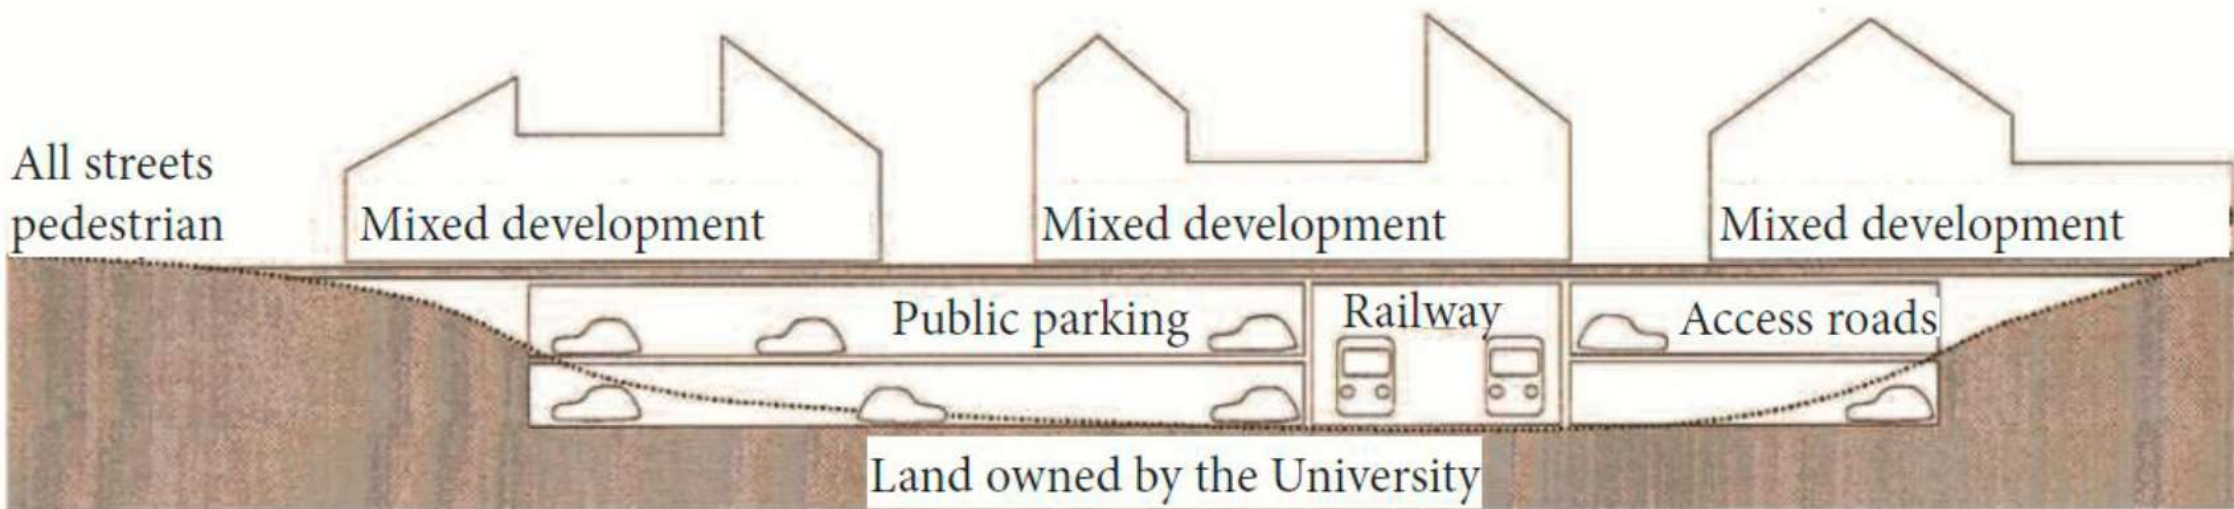 All streets
pedestrian
Mixed development
Mixed development
Mixed development
Public parking
Railway
Access roads
Land owned by the University